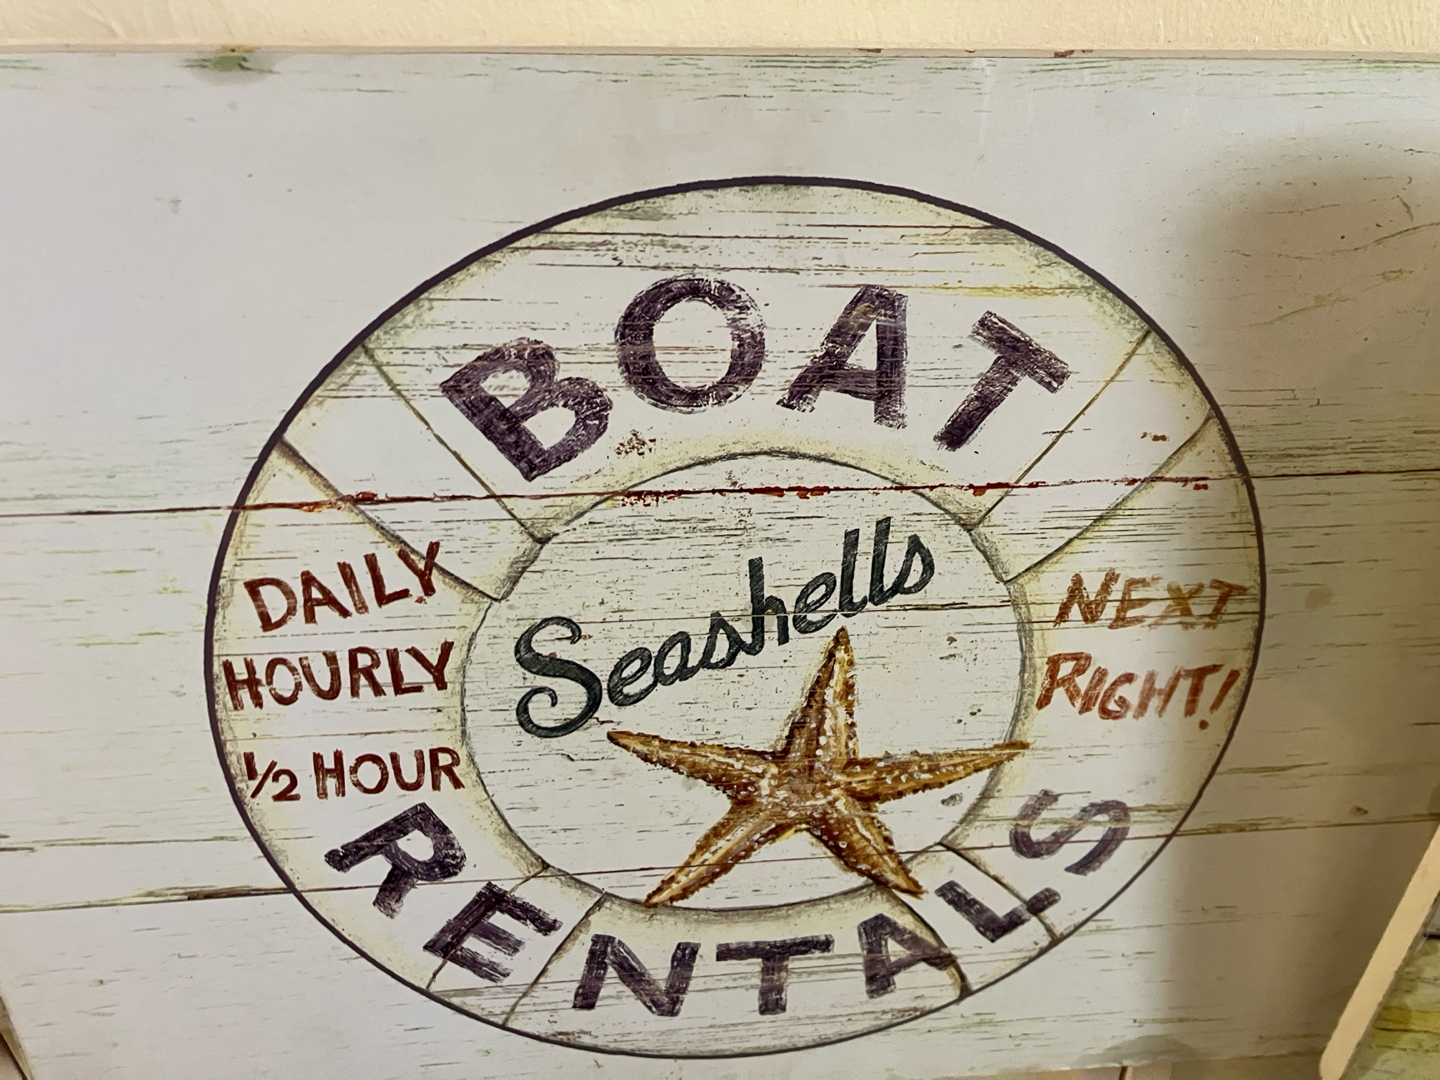 BOAT
Seashells
DAILY
HOURLY
1/2 HOUR
NEXT
RIGHT!
RENTALS